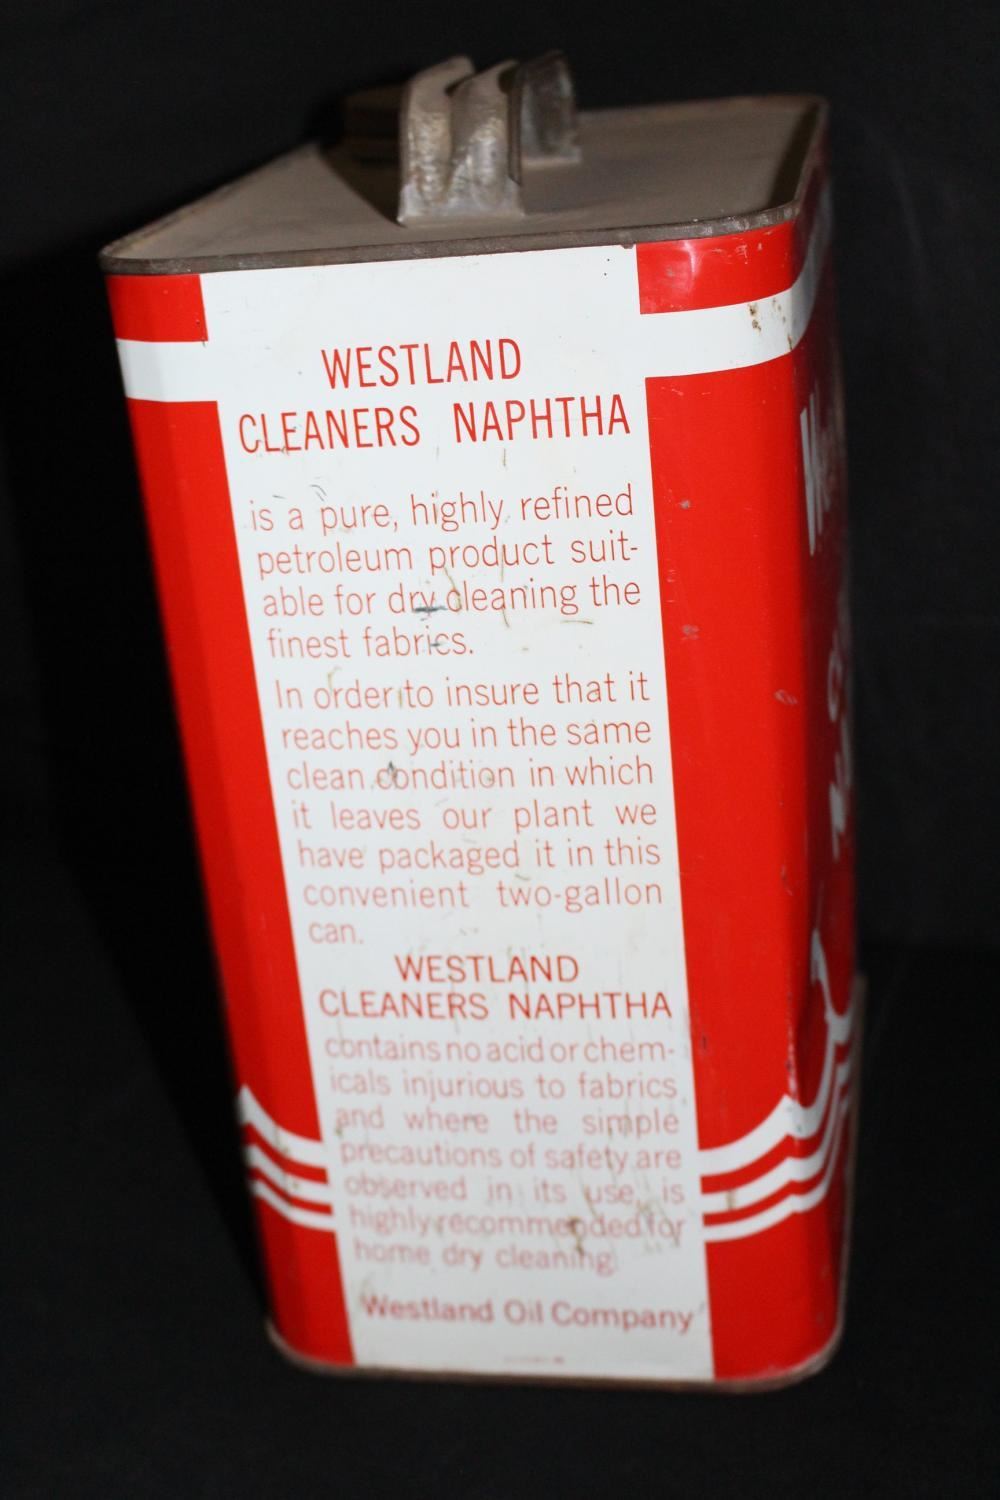 WESTLAND
CLEANERS NAPHTHA
is a pure, highly refined
petroleum product suit-
able for dry cleaning the
finest fabrics.
In order to insure that it
reaches you in the same
clean condition in which
it leaves our plant we
have packaged it in this
convenient two-gallon
can.
WESTLAND
CLEANERS NAPHTHA
contains no acid or chem-
icals injurious to fabrics
and where the simple
precautions of safety are
observed in its use, is
highly recommended for
home dry cleaning.
Westland Oil Company